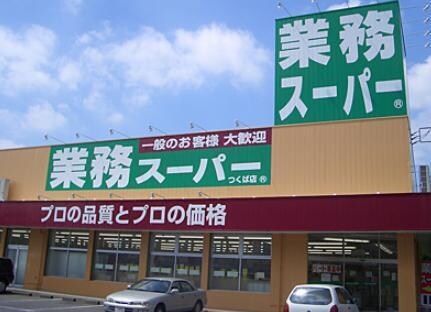 業務
スーパー®
一般のお客様 大歓迎
業務スーパー
つくば店 ®
プロの品質とプロの価格